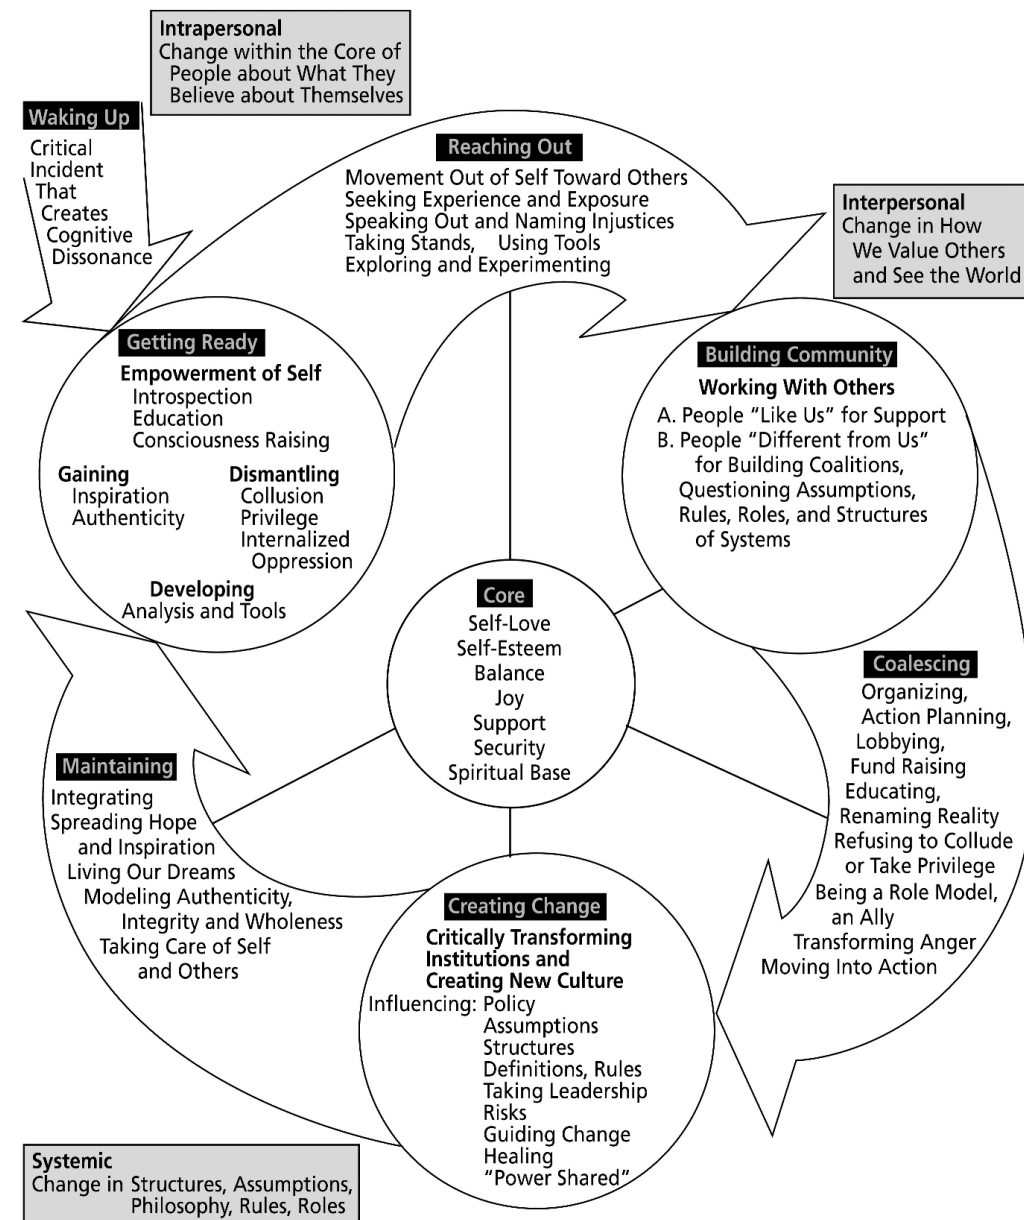 Intrapersonal
Change within the Core of
People about What They
Believe about Themselves
Waking Up
Critical
Incident
That
Creates
Cognitive
Dissonance
Reaching Out
Movement Out of Self Toward Others
Seeking Experience and Exposure
Speaking Out and Naming Injustices
Taking Stands, Using Tools
Exploring and Experimenting
Interpersonal
Change in How
We Value Others
and See the World
Getting Ready
Empowerment of Self
Introspection
Education
Consciousness Raising
Gaining
Inspiration
Authenticity
Dismantling
Collusion
Privilege
Internalized
Oppression
Developing
Analysis and Tools
Building Community
Working With Others
A. People “Like Us” for Support
B. People “Different from Us”
for Building Coalitions,
Questioning Assumptions,
Rules, Roles, and Structures
of Systems
Core
Self-Love
Self-Esteem
Balance
Joy
Support
Security
Spiritual Base
Coalescing
Organizing,
Action Planning,
Lobbying,
Fund Raising
Educating,
Renaming Reality
Refusing to Collude
or Take Privilege
Being a Role Model,
an Ally
Transforming Anger
Moving Into Action
Maintaining
Integrating
Spreading Hope
and Inspiration
Living Our Dreams
Modeling Authenticity,
Integrity and Wholeness
Taking Care of Self
and Others
Creating Change
Critically Transforming
Institutions and
Creating New Culture
Influencing: Policy
Assumptions
Structures
Definitions, Rules
Taking Leadership
Risks
Guiding Change
Healing
“Power Shared”
Systemic
Change in Structures, Assumptions,
Philosophy, Rules, Roles